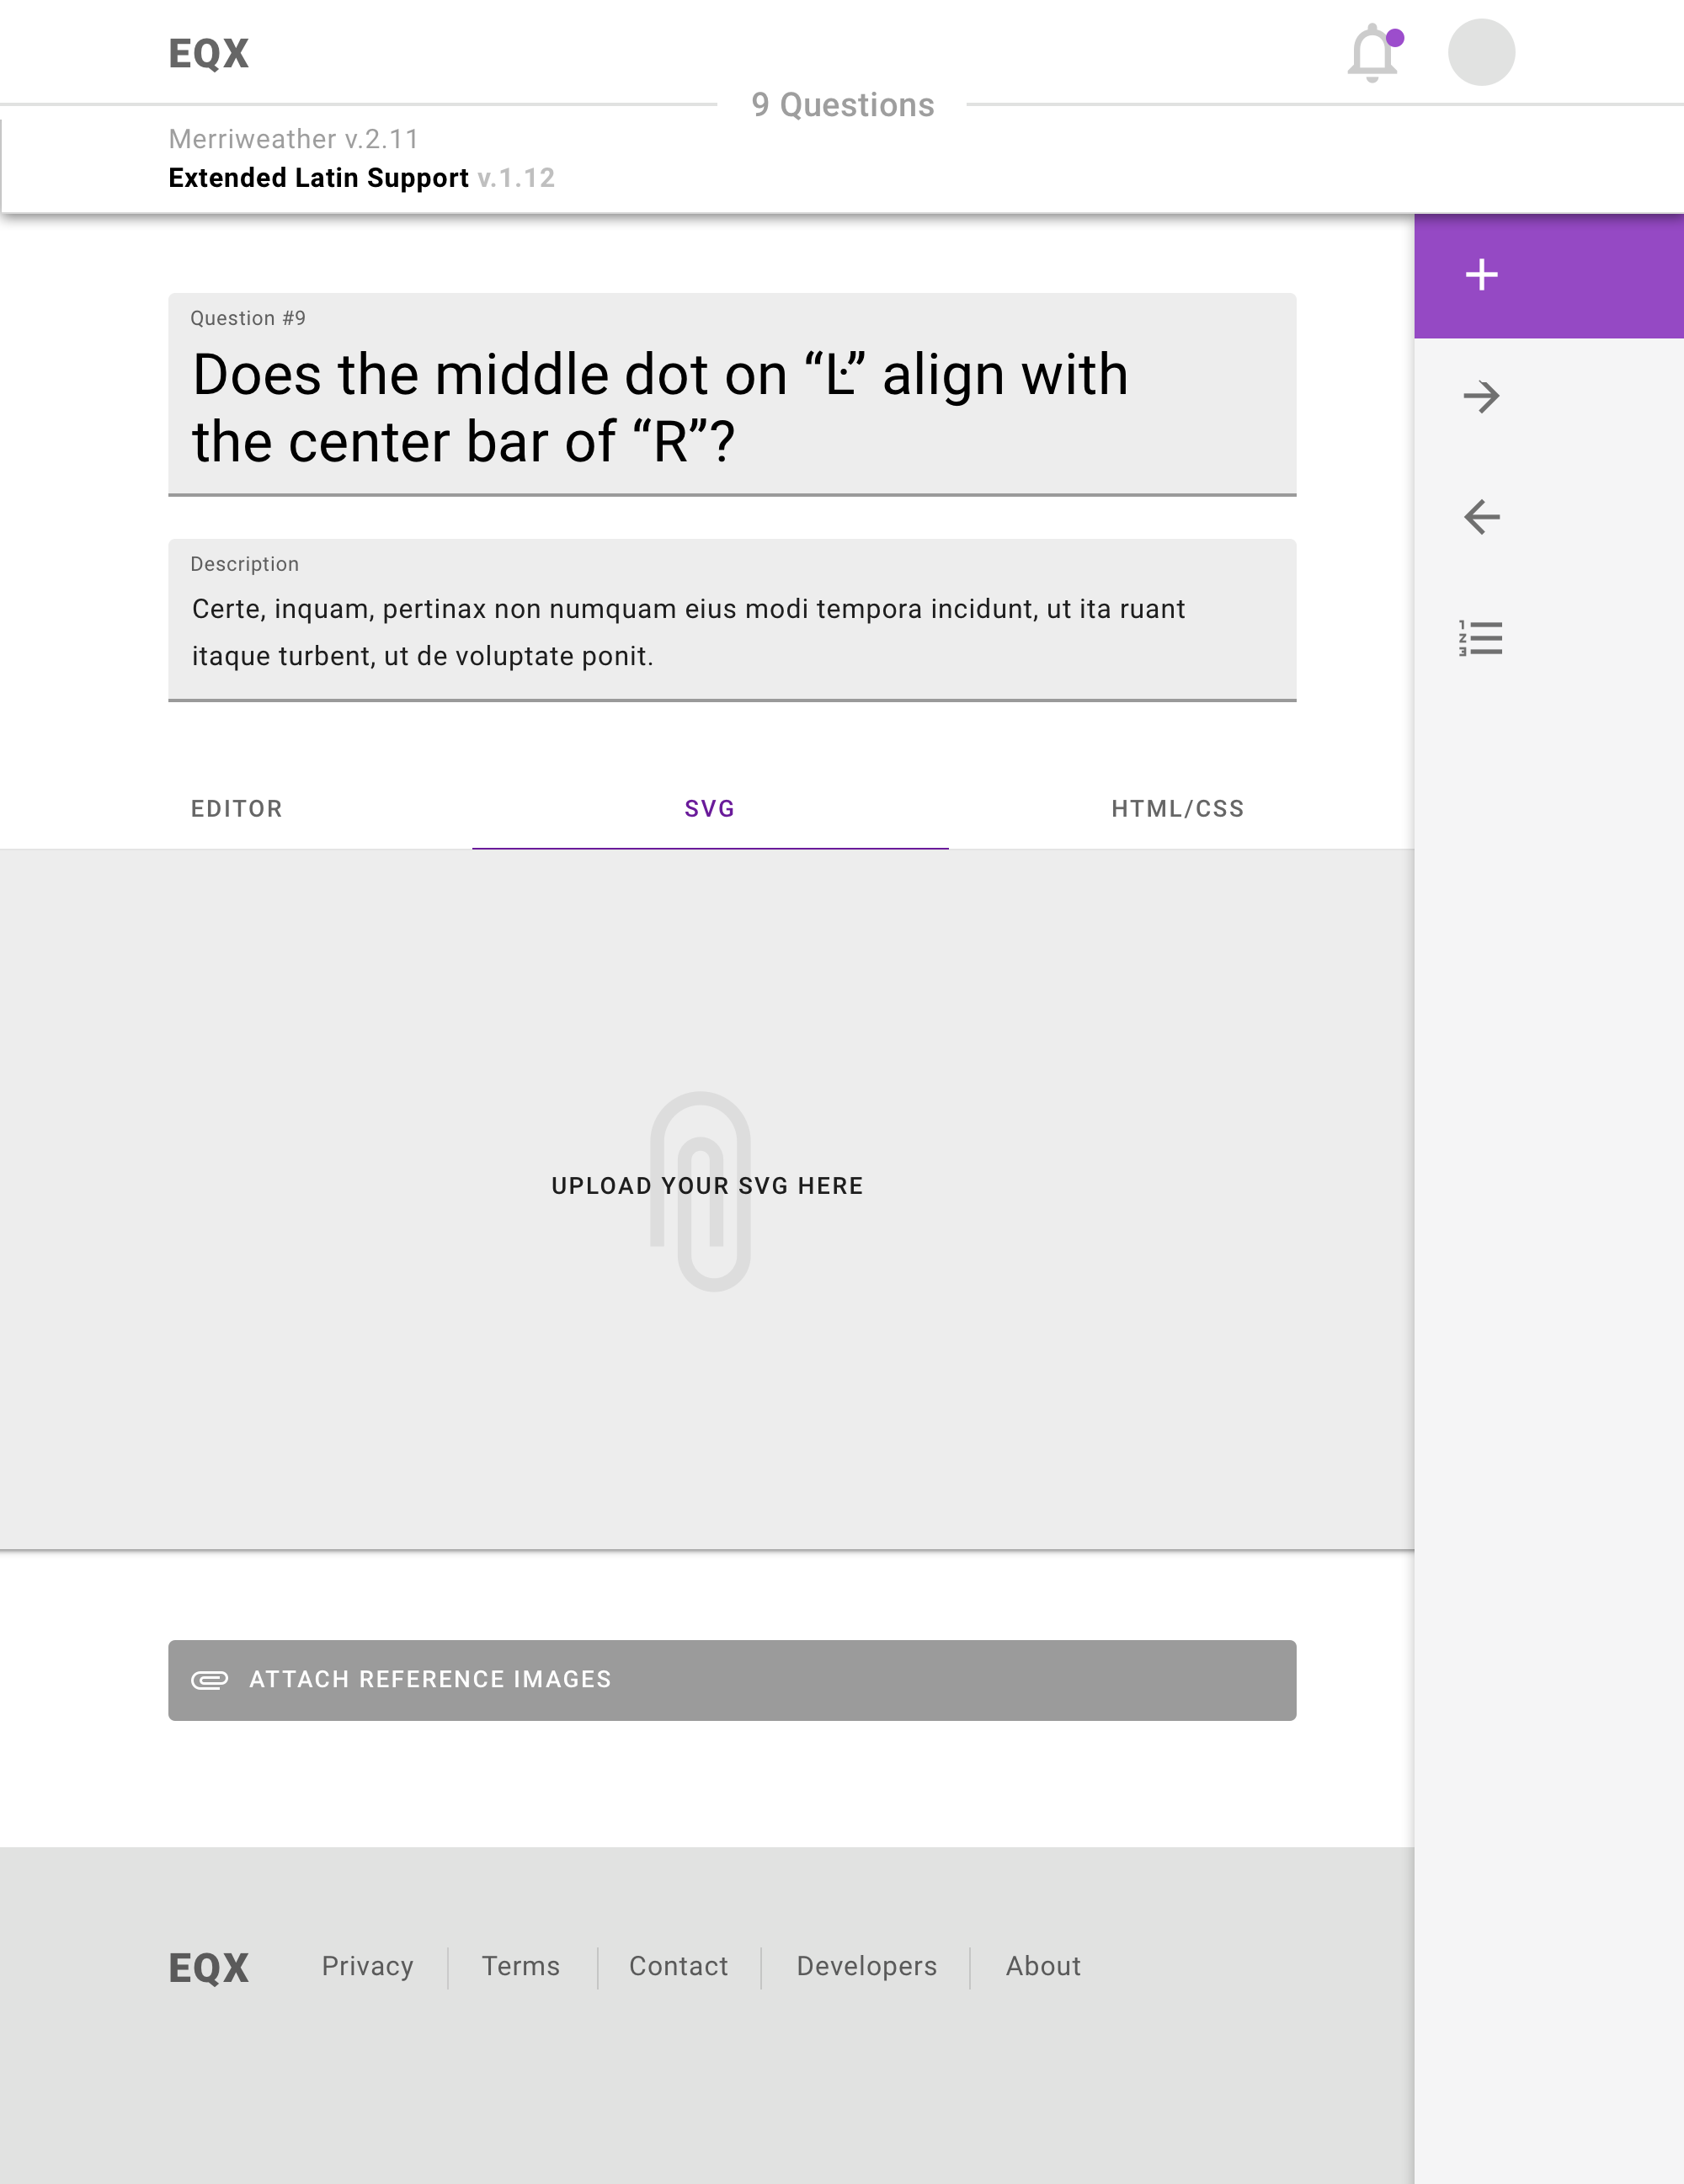 EQX
9 Questions
Merriweather v.2.11
Extended Latin Support v.1.12
Question #9
Does the middle dot on “Ŀ” align with
the center bar of “R”?
Description
Certe, inquam, pertinax non numquam eius modi tempora incidunt, ut ita ruant
itaque turbent, ut de voluptate ponit.
EDITOR SVG HTML/CSS
UPLOAD YOUR SVG HERE
ATTACH REFERENCE IMAGES
EQX Privacy Terms Contact Developers About